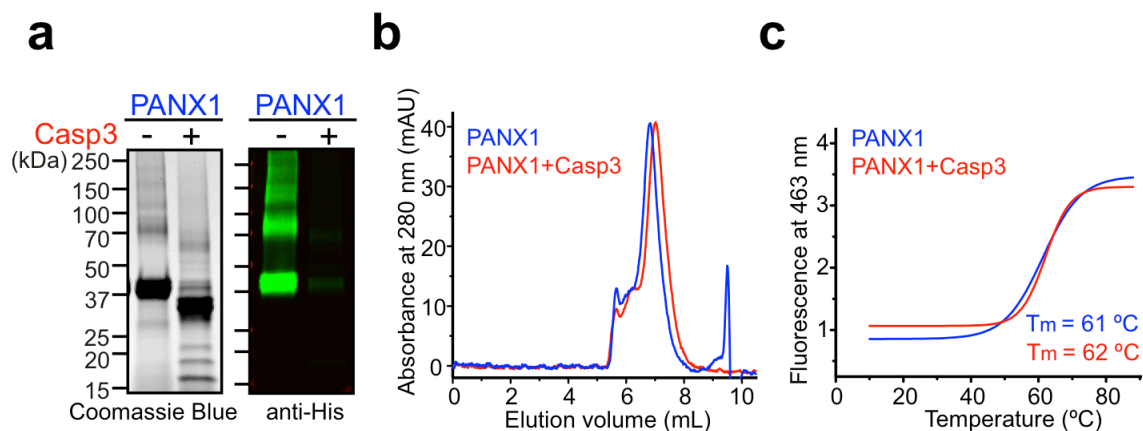 a
PANX1 PANX1
Casp3 - + - +
(kDa)
250
150
100
70
50
37
25
20
15
Coomassie Blue anti-His
b
PANX1
PANX1+Casp3
Absorbance at 280 nm (mAU)
40
30
20
10
0
0 2 4 6 8 10
Elution volume (mL)
c
PANX1
PANX1+Casp3
Fluorescence at 463 nm
4
3
2
1
Tm = 61 ºC
Tm = 62 ºC
0 20 40 60 80
Temperature (ºC)